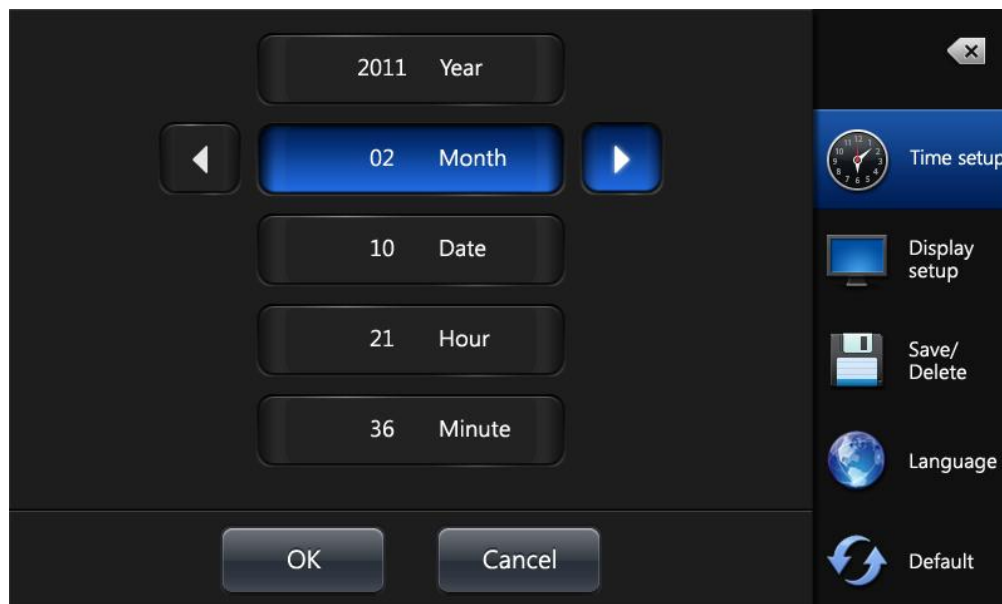 2011 Year
02 Month
10 Date
21 Hour
36 Minute
OK Cancel
Time setup
Display
setup
Save/
Delete
Language
Default